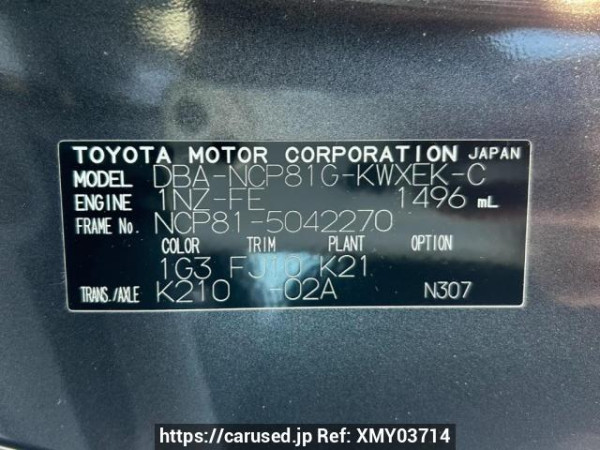 TOYOTA MOTOR CORPORATION JAPAN
MODEL DBA-NCP81G-KWXEK-C
ENGINE 1NZ-FE 1496 mL
FRAME No. NCP81-5042270
COLOR TRIM PLANT OPTION
1G3 FJ10 K21
TRANS./AXLE K210 -02A N307
https://carused.jp Ref: XMY03714